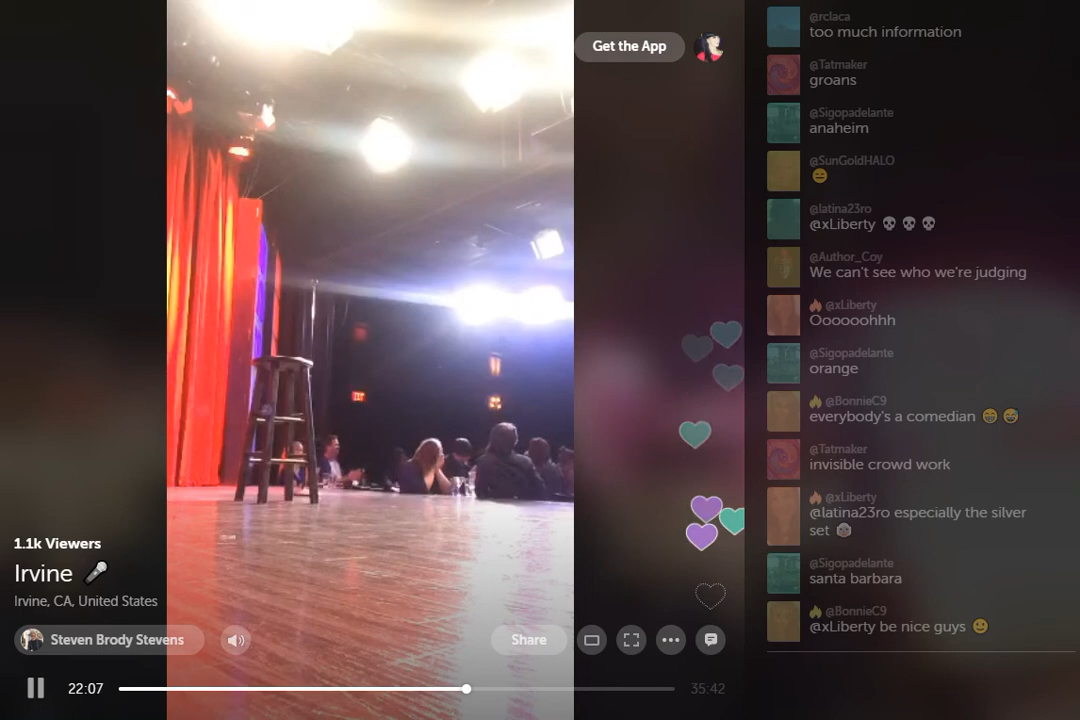 Get the App
1.1k Viewers
Irvine 🎤
Irvine, CA, United States
Steven Brody Stevens
Share
22:07
35:42
@rclaca
too much information
@Tatmaker
groans
@Sigopadelante
anaheim
@SunGoldHALO
😑
@latina23ro
@xLiberty 💀 💀 💀
@Author_Coy
We can't see who we're judging
🔥 @xLiberty
Oooooohhh
@Sigopadelante
orange
🔥 @BonnieC9
everybody's a comedian 😁 😅
@Tatmaker
invisible crowd work
🔥 @xLiberty
@latina23ro especially the silver
set
@Sigopadelante
santa barbara
🔥 @BonnieC9
@xLiberty be nice guys 🙂